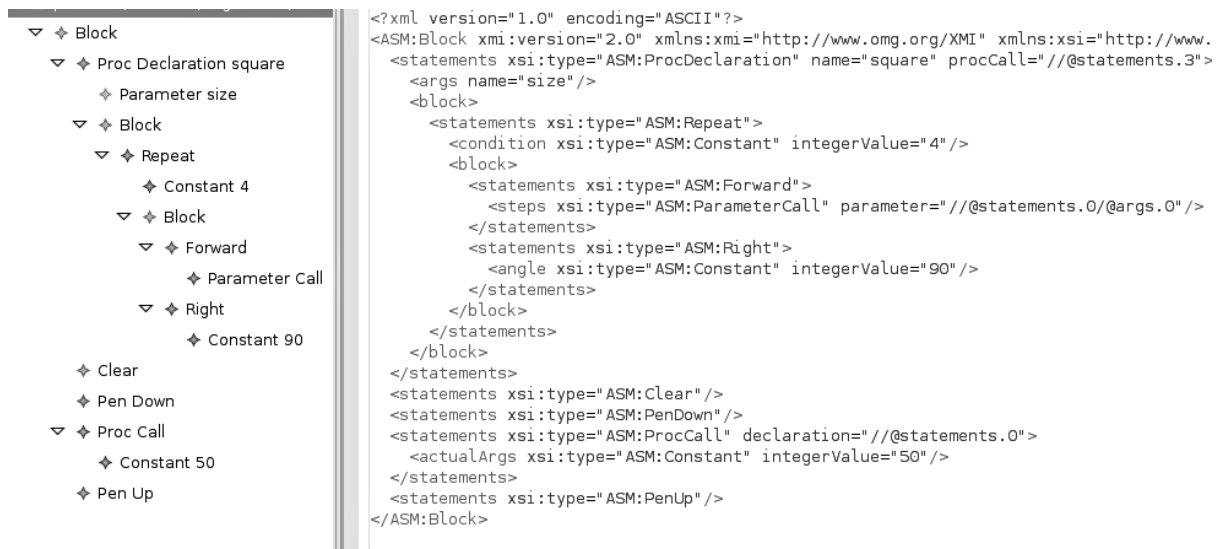 Block
Proc Declaration square
Parameter size
Block
Repeat
Constant 4
Block
Forward
Parameter Call
Right
Constant 90
Clear
Pen Down
Proc Call
Constant 50
Pen Up
<?xml version="1.0" encoding="ASCII"?>
<ASM:Block xmi:version="2.0" xmlns:xmi="http://www.omg.org/XMI" xmlns:xsi="http://www.
<statements xsi:type="ASM:ProcDeclaration" name="square" procCall="//@statements.3">
<args name="size"/>
<block>
<statements xsi:type="ASM:Repeat">
<condition xsi:type="ASM:Constant" integerValue="4"/>
<block>
<statements xsi:type="ASM:Forward">
<steps xsi:type="ASM:ParameterCall" parameter="//@statements.0/@args.0"/>
</statements>
<statements xsi:type="ASM:Right">
<angle xsi:type="ASM:Constant" integerValue="90"/>
</statements>
</block>
</statements>
</block>
</statements>
<statements xsi:type="ASM:Clear"/>
<statements xsi:type="ASM:PenDown"/>
<statements xsi:type="ASM:ProcCall" declaration="//@statements.0">
<actualArgs xsi:type="ASM:Constant" integerValue="50"/>
</statements>
<statements xsi:type="ASM:PenUp"/>
</ASM:Block>